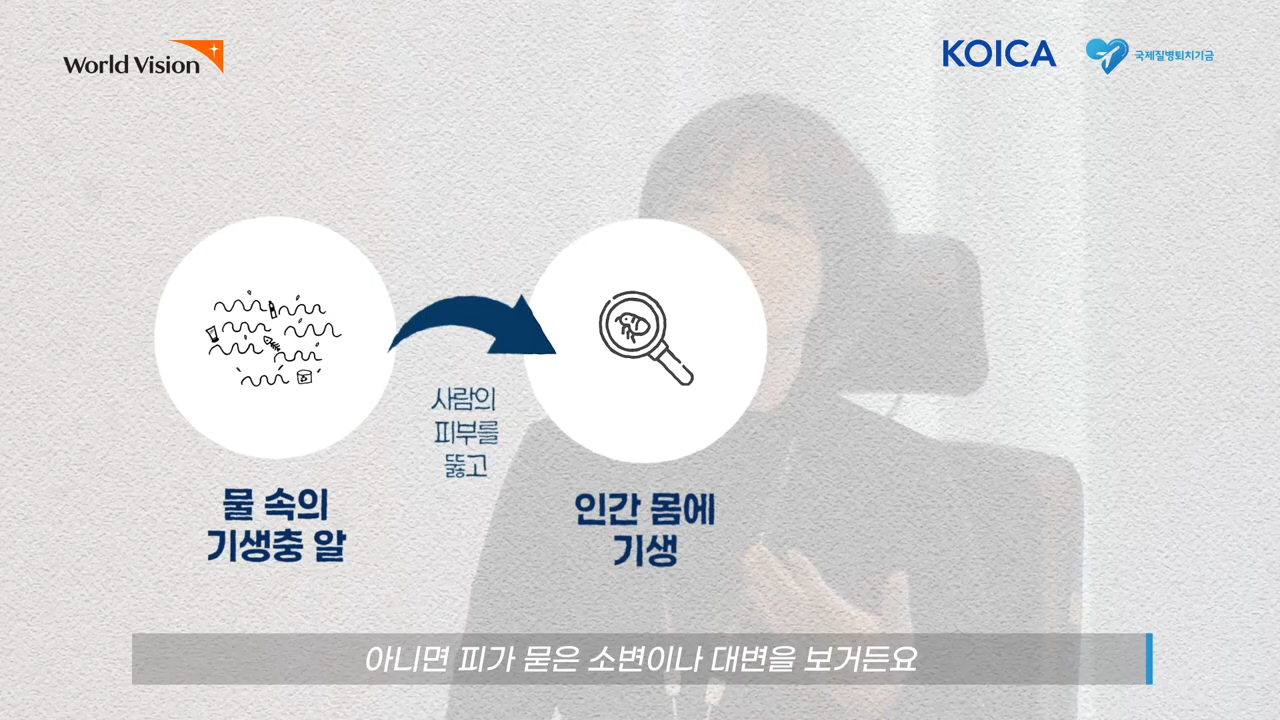 World Vision
KOICA
국제질병퇴치기금
사람의
피부를
뚫고
물 속의
기생충 알
인간 몸에
기생
아니면 피가 묻은 소변이나 대변을 보거든요